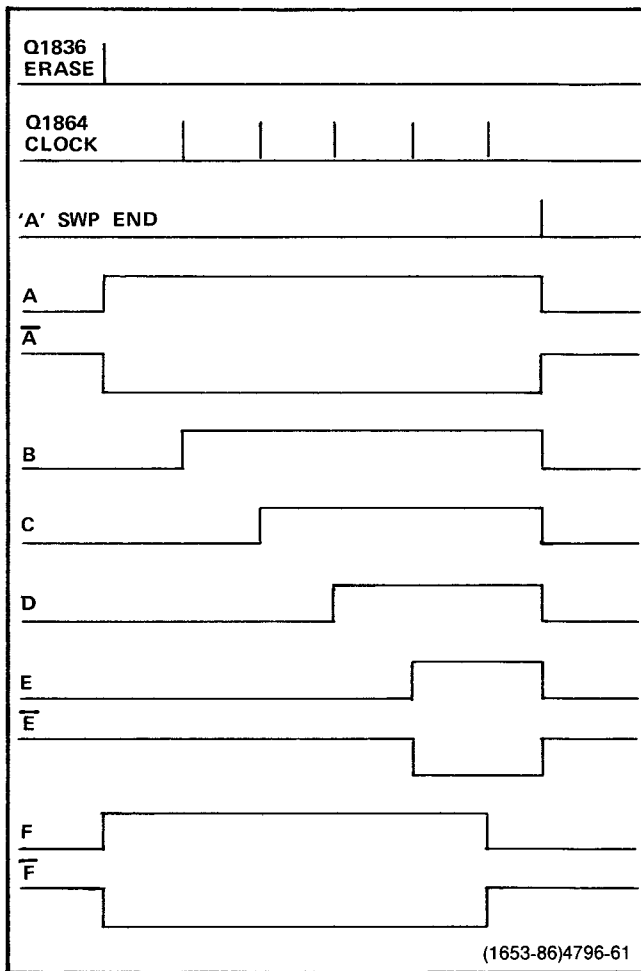 Q1836
ERASE
Q1864
CLOCK
'A' SWP END
A
A̅
B
C
D
E
E̅
F
F̅
(1653-86)4796-61